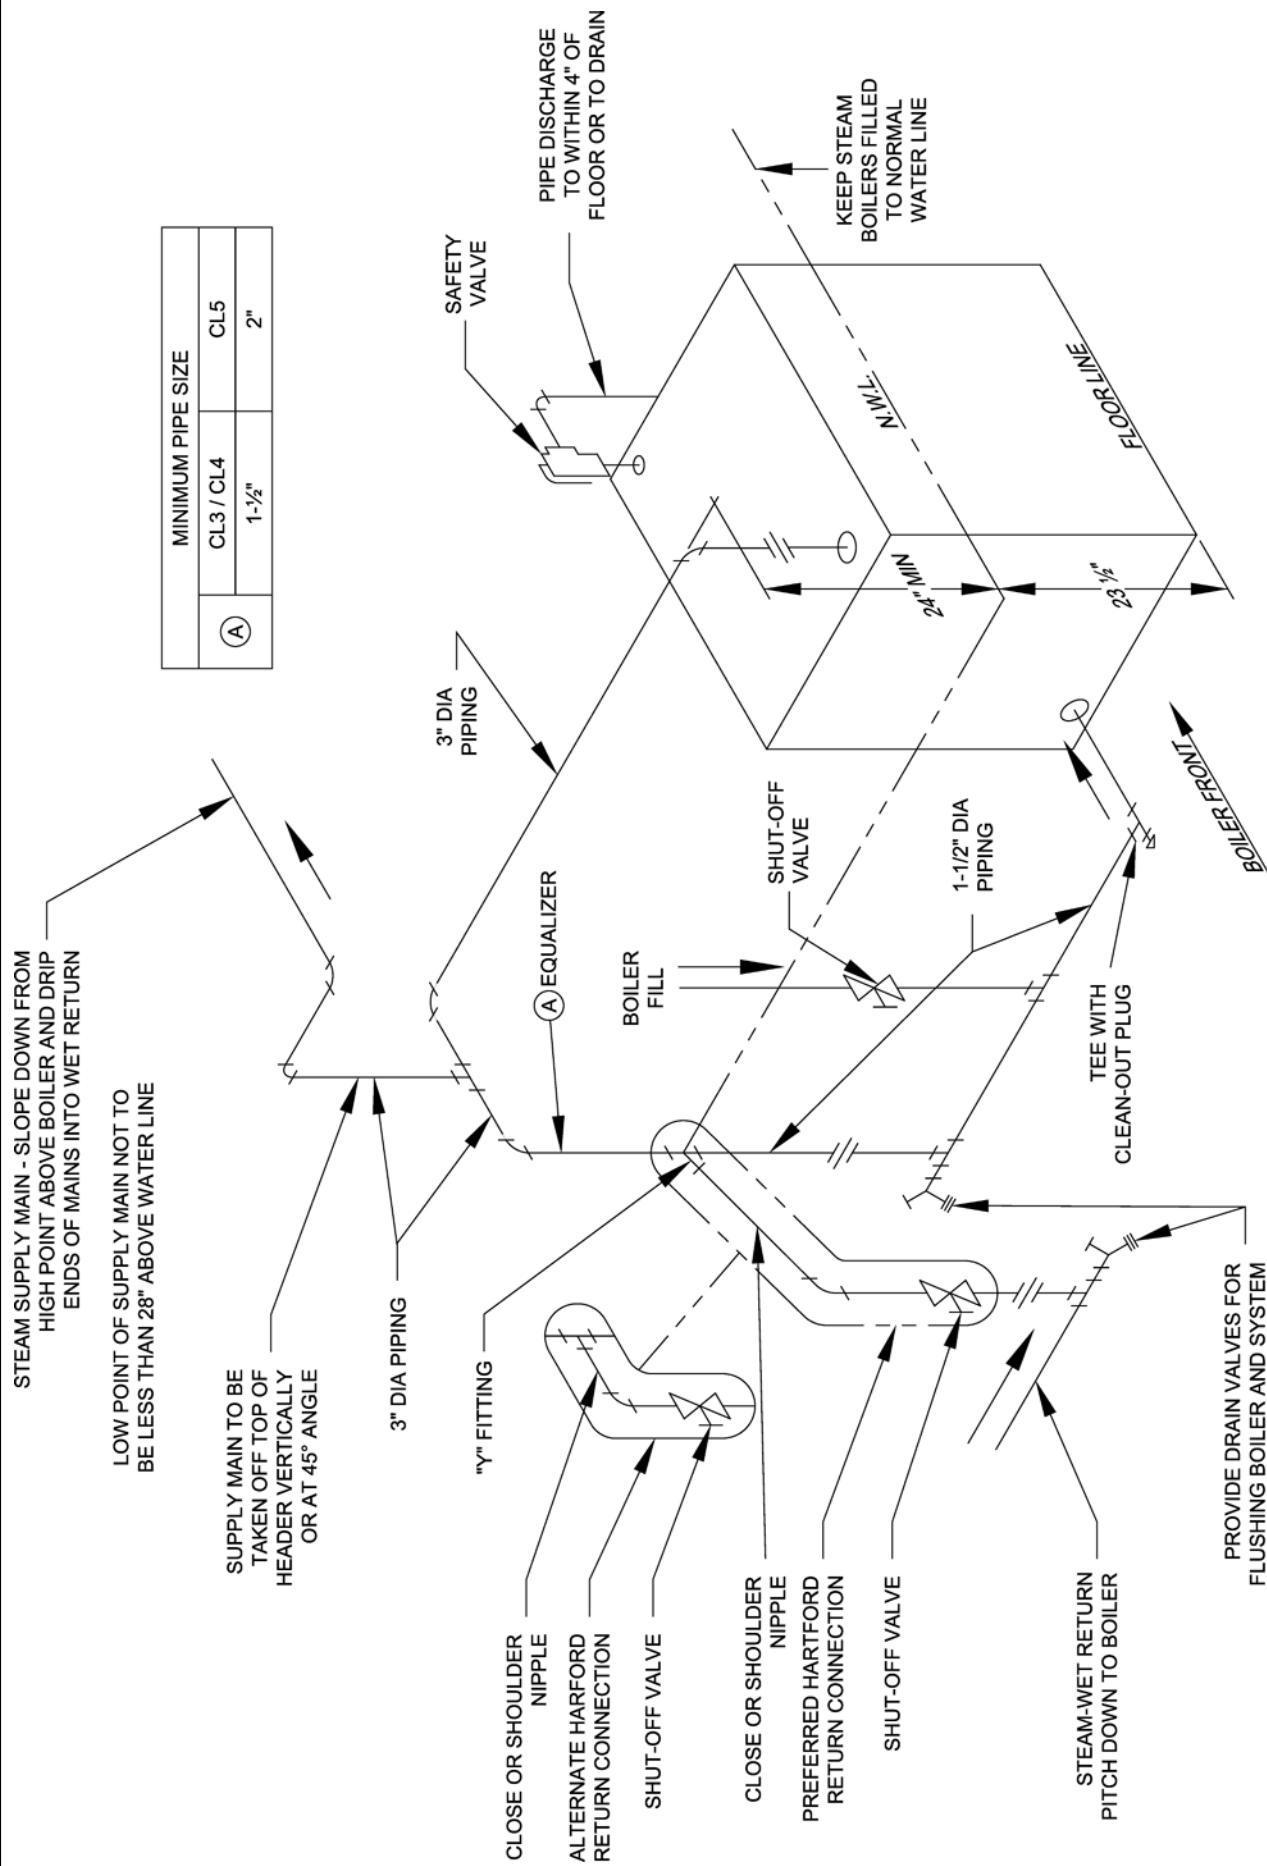 STEAM SUPPLY MAIN - SLOPE DOWN FROM
HIGH POINT ABOVE BOILER AND DRIP
ENDS OF MAINS INTO WET RETURN
LOW POINT OF SUPPLY MAIN NOT TO
BE LESS THAN 28" ABOVE WATER LINE
SUPPLY MAIN TO BE
TAKEN OFF TOP OF
HEADER VERTICALLY
OR AT 45° ANGLE
3" DIA PIPING
"Y" FITTING
CLOSE OR SHOULDER
NIPPLE
ALTERNATE HARFORD
RETURN CONNECTION
SHUT-OFF VALVE
CLOSE OR SHOULDER
NIPPLE
PREFERRED HARTFORD
RETURN CONNECTION
SHUT-OFF VALVE
STEAM-WET RETURN
PITCH DOWN TO BOILER
PROVIDE DRAIN VALVES FOR
FLUSHING BOILER AND SYSTEM
A EQUALIZER
BOILER
FILL
SHUT-OFF
VALVE
1-1/2" DIA
PIPING
TEE WITH
CLEAN-OUT PLUG
3" DIA
PIPING
MINIMUM PIPE SIZE
A CL3 / CL4 CL5
1-½" 2"
SAFETY
VALVE
PIPE DISCHARGE
TO WITHIN 4" OF
FLOOR OR TO DRAIN
KEEP STEAM
BOILERS FILLED
TO NORMAL
WATER LINE
N.W.L.
24" MIN
23 ½"
FLOOR LINE
BOILER FRONT